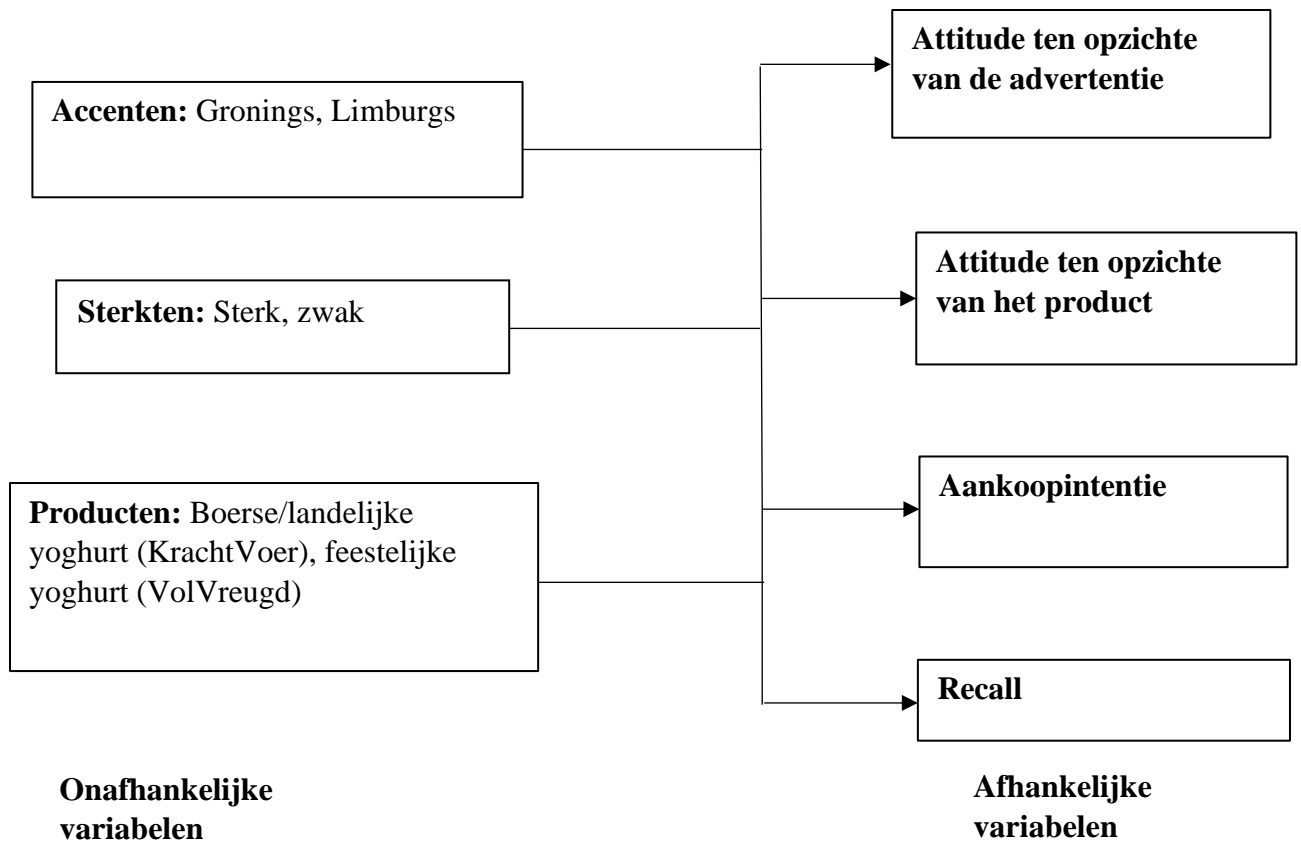 Accenten: Gronings, Limburgs
Sterkten: Sterk, zwak
Producten: Boerse/landelijke
yoghurt (KrachtVoer), feestelijke
yoghurt (VolVreugd)
Onafhankelijke
variabelen
Attitude ten opzichte
van de advertentie
Attitude ten opzichte
van het product
Aankoopintentie
Recall
Afhankelijke
variabelen